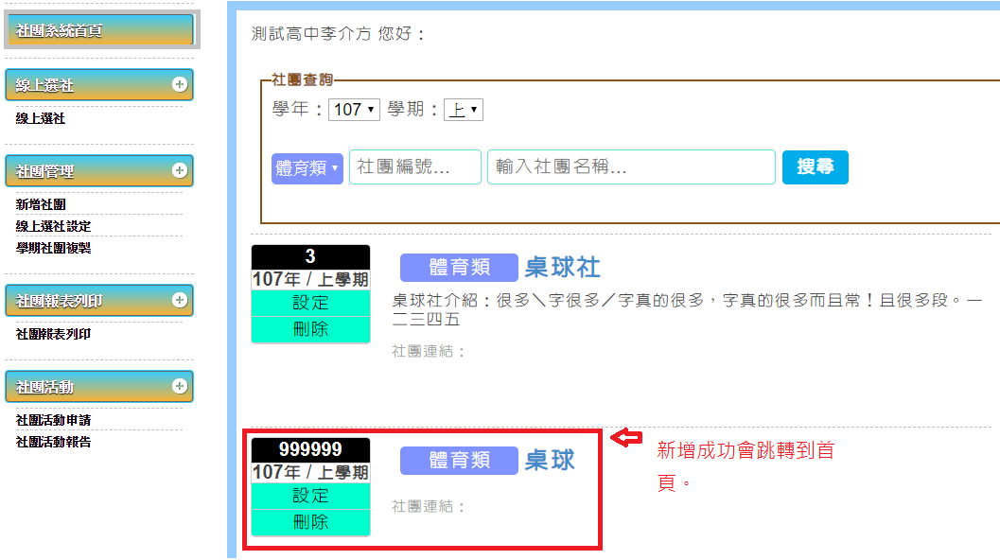 社團系統首頁
線上選社
線上選社
社團管理
新增社團
線上選社設定
學期社團複製
社團報表列印
社團報表列印
社團活動
社團活動申請
社團活動報告
測試高中李介方 您好：
社團查詢
學年：107 學期：上
體育類 社團編號... 輸入社團名稱... 搜尋
3
107年 / 上學期
設定
刪除
體育類 桌球社
桌球社介紹：很多＼字很多／字真的很多，字真的很多而且常！且很多段。一
二三四五
社團連結：
999999
107年 / 上學期
設定
刪除
體育類 桌球
社團連結：
新增成功會跳轉到首
頁。